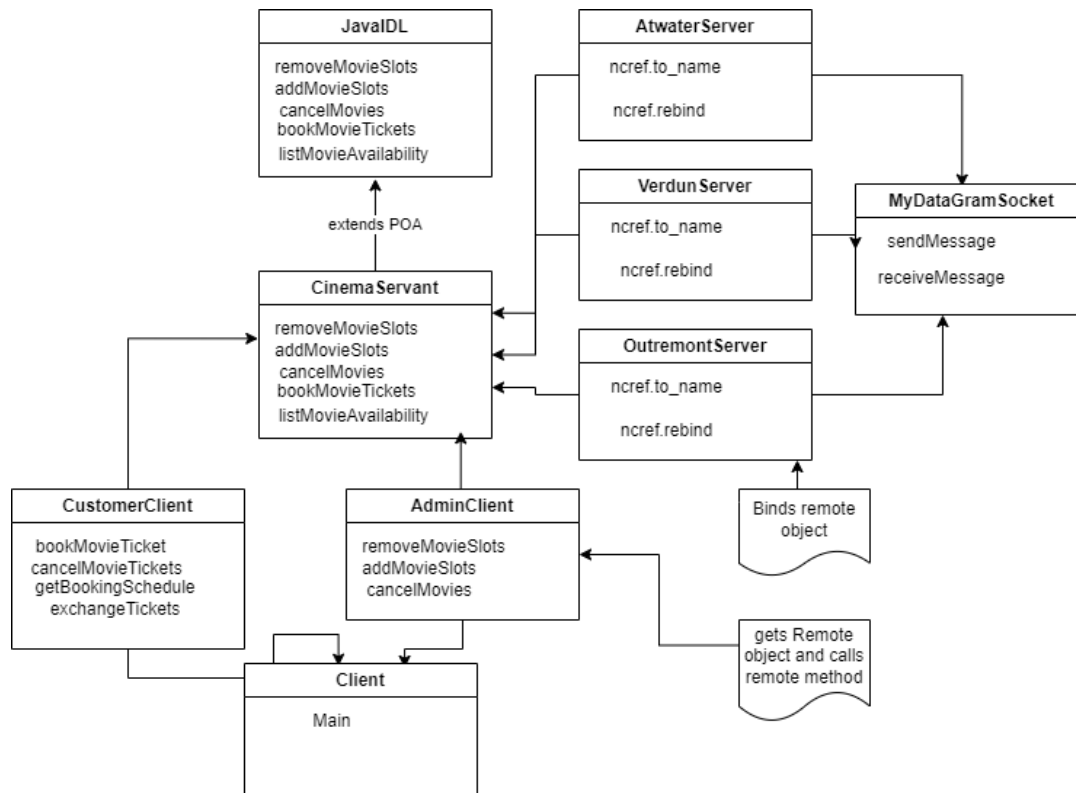 JavaIDL
removeMovieSlots
addMovieSlots
cancelMovies
bookMovieTickets
listMovieAvailability
AtwaterServer
ncref.to_name
ncref.rebind
VerdunServer
ncref.to_name
ncref.rebind
MyDataGramSocket
sendMessage
receiveMessage
extends POA
CinemaServant
removeMovieSlots
addMovieSlots
cancelMovies
bookMovieTickets
listMovieAvailability
OutremontServer
ncref.to_name
ncref.rebind
CustomerClient
bookMovieTicket
cancelMovieTickets
getBookingSchedule
exchangeTickets
AdminClient
removeMovieSlots
addMovieSlots
cancelMovies
Binds remote
object
gets Remote
object and calls
remote method
Client
Main